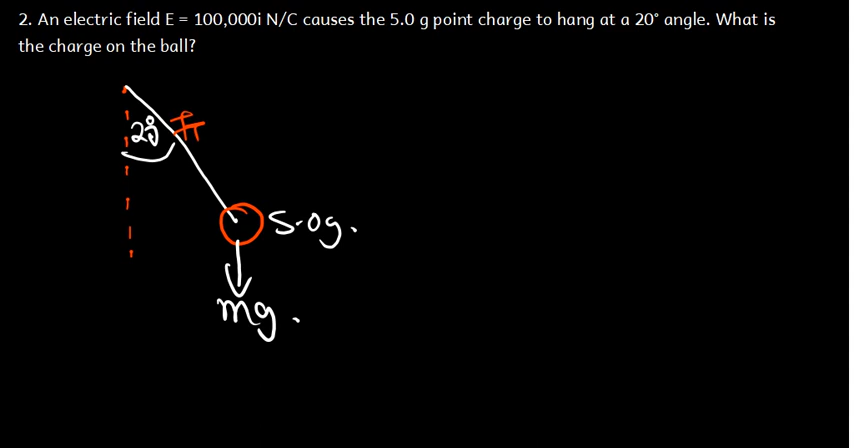 2. An electric field E = 100,000i N/C causes the 5.0 g point charge to hang at a 20° angle. What is
the charge on the ball?
20°
T
5.0g.
mg.